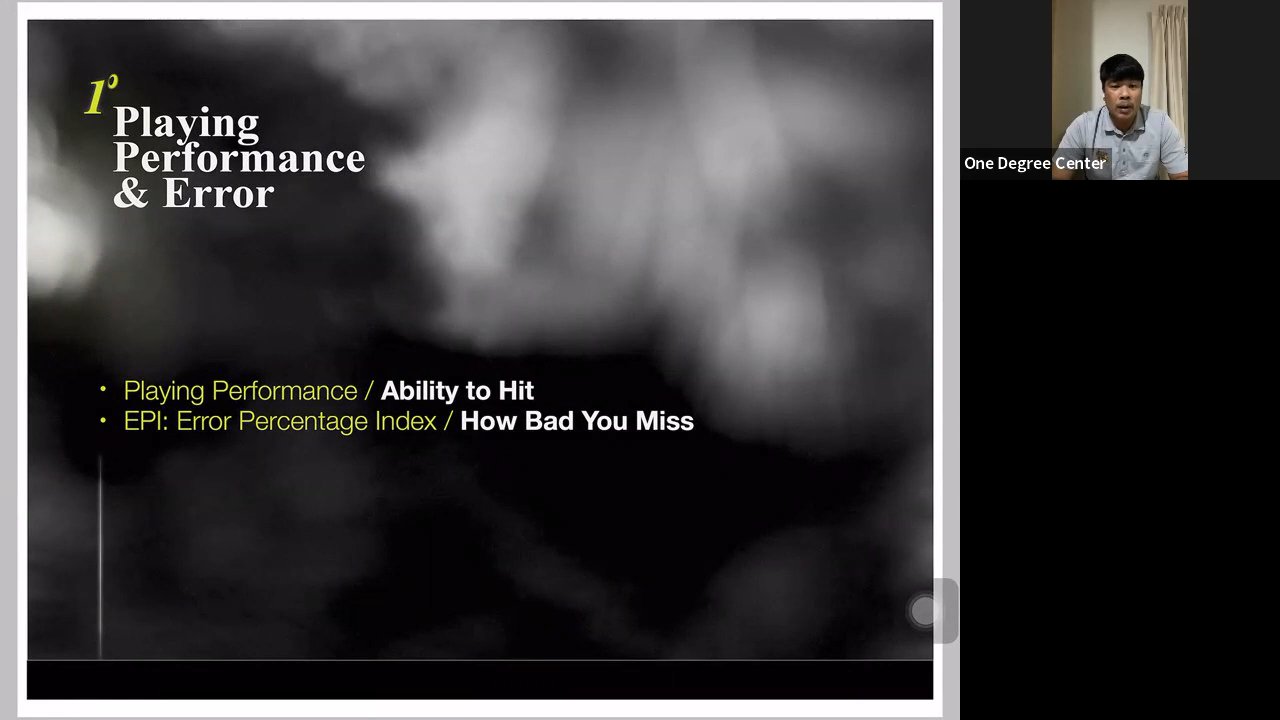 1°
Playing
Performance
& Error
• Playing Performance / Ability to Hit
• EPI: Error Percentage Index / How Bad You Miss
One Degree Center